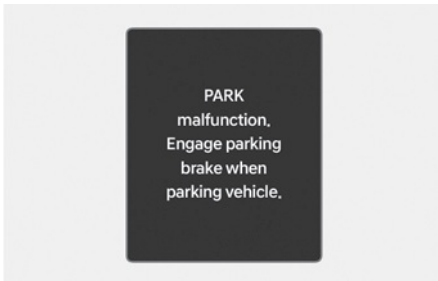 PARK
malfunction.
Engage parking
brake when
parking vehicle.